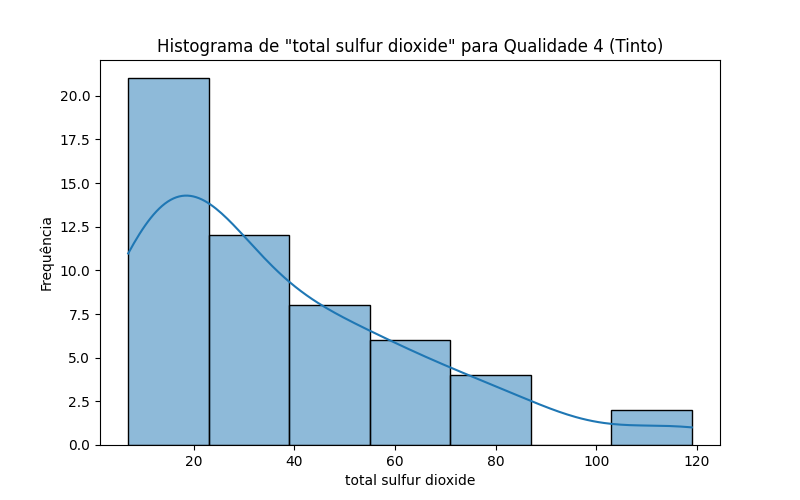 Histograma de "total sulfur dioxide" para Qualidade 4 (Tinto)
Frequência
20.0
17.5
15.0
12.5
10.0
7.5
5.0
2.5
0.0
20 40 60 80 100 120
total sulfur dioxide